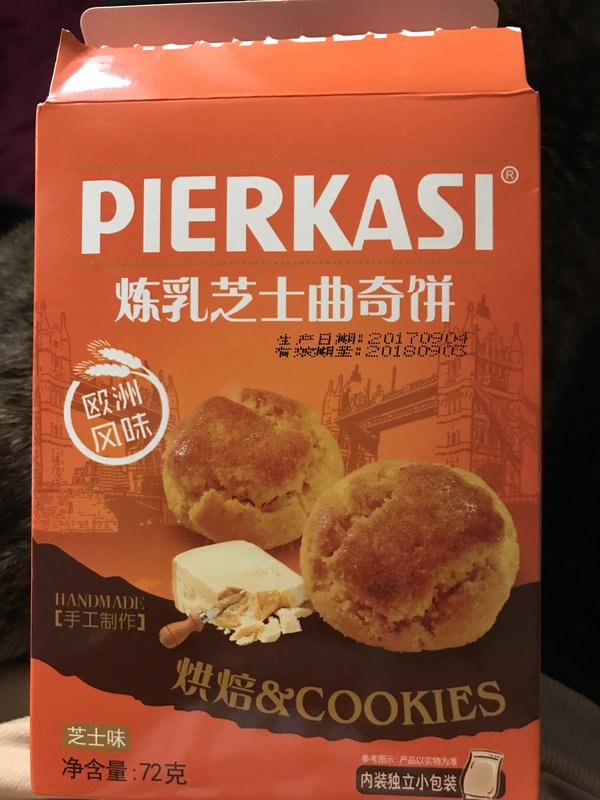 PIERKASI®
炼乳芝士曲奇饼
生产日期:20170904
有效期至:20180903
欧洲
风味
HANDMADE
[手工制作]
烘焙&COOKIES
芝士味
净含量:72克
参考图示:产品以实物为准
内装独立小包装